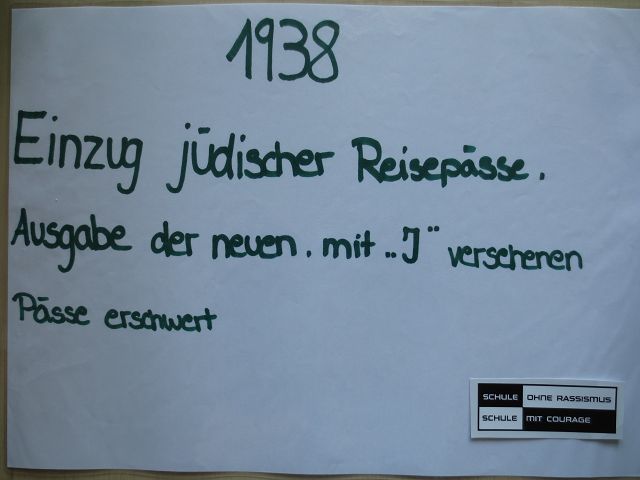 1938
Einzug jüdischer Reisepässe.
Ausgabe der neuen, mit „J" versehenen
Pässe erschwert
SCHULE OHNE RASSISMUS
SCHULE MIT COURAGE